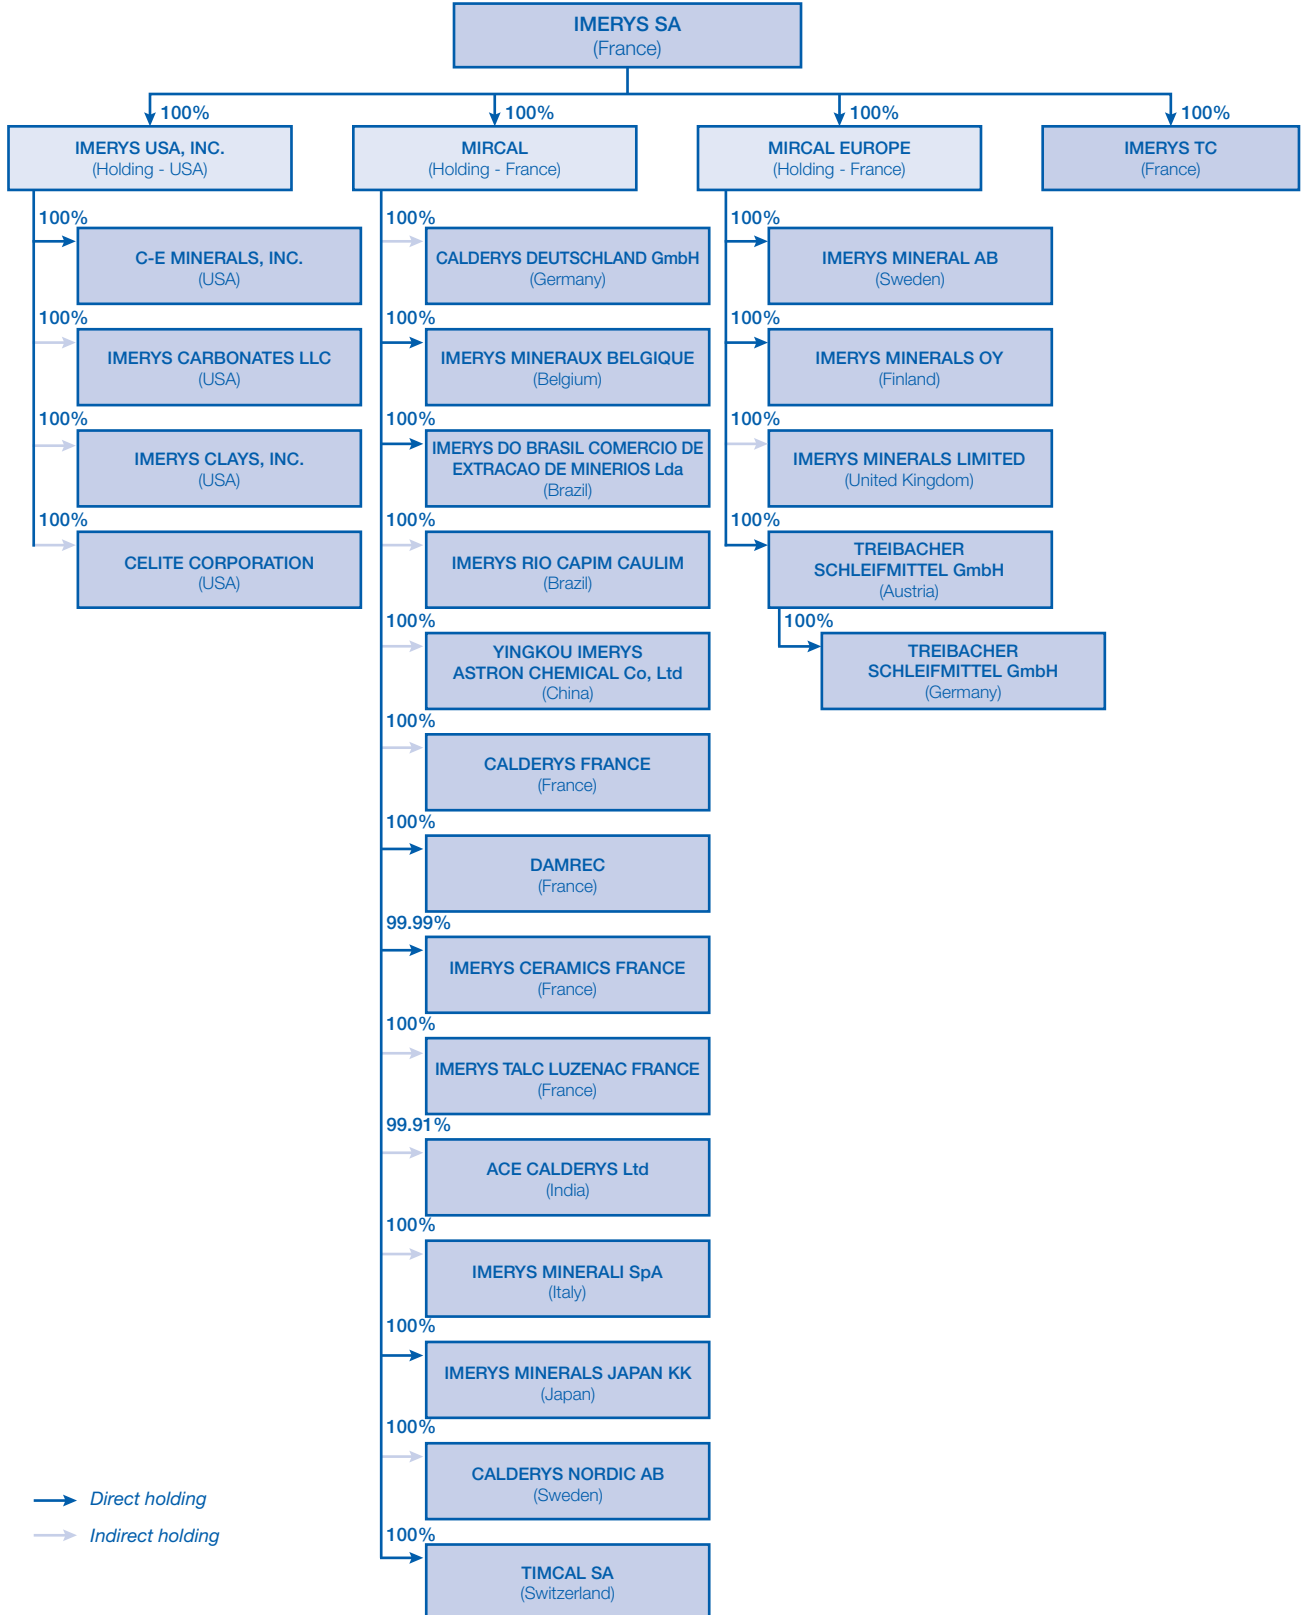 IMERYS SA
(France)
100%
IMERYS USA, INC.
(Holding - USA)
100%
MIRCAL
(Holding - France)
100%
MIRCAL EUROPE
(Holding - France)
100%
IMERYS TC
(France)
100%
C-E MINERALS, INC.
(USA)
100%
IMERYS CARBONATES LLC
(USA)
100%
IMERYS CLAYS, INC.
(USA)
100%
CELITE CORPORATION
(USA)
100%
CALDERYS DEUTSCHLAND GmbH
(Germany)
100%
IMERYS MINERAUX BELGIQUE
(Belgium)
100%
IMERYS DO BRASIL COMERCIO DE
EXTRACAO DE MINERIOS Lda
(Brazil)
100%
IMERYS RIO CAPIM CAULIM
(Brazil)
100%
YINGKOU IMERYS
ASTRON CHEMICAL Co, Ltd
(China)
100%
CALDERYS FRANCE
(France)
100%
DAMREC
(France)
99.99%
IMERYS CERAMICS FRANCE
(France)
100%
IMERYS TALC LUZENAC FRANCE
(France)
99.91%
ACE CALDERYS Ltd
(India)
100%
IMERYS MINERALI SpA
(Italy)
100%
IMERYS MINERALS JAPAN KK
(Japan)
100%
CALDERYS NORDIC AB
(Sweden)
100%
TIMCAL SA
(Switzerland)
100%
IMERYS MINERAL AB
(Sweden)
100%
IMERYS MINERALS OY
(Finland)
100%
IMERYS MINERALS LIMITED
(United Kingdom)
100%
TREIBACHER
SCHLEIFMITTEL GmbH
(Austria)
100%
TREIBACHER
SCHLEIFMITTEL GmbH
(Germany)
Direct holding
Indirect holding